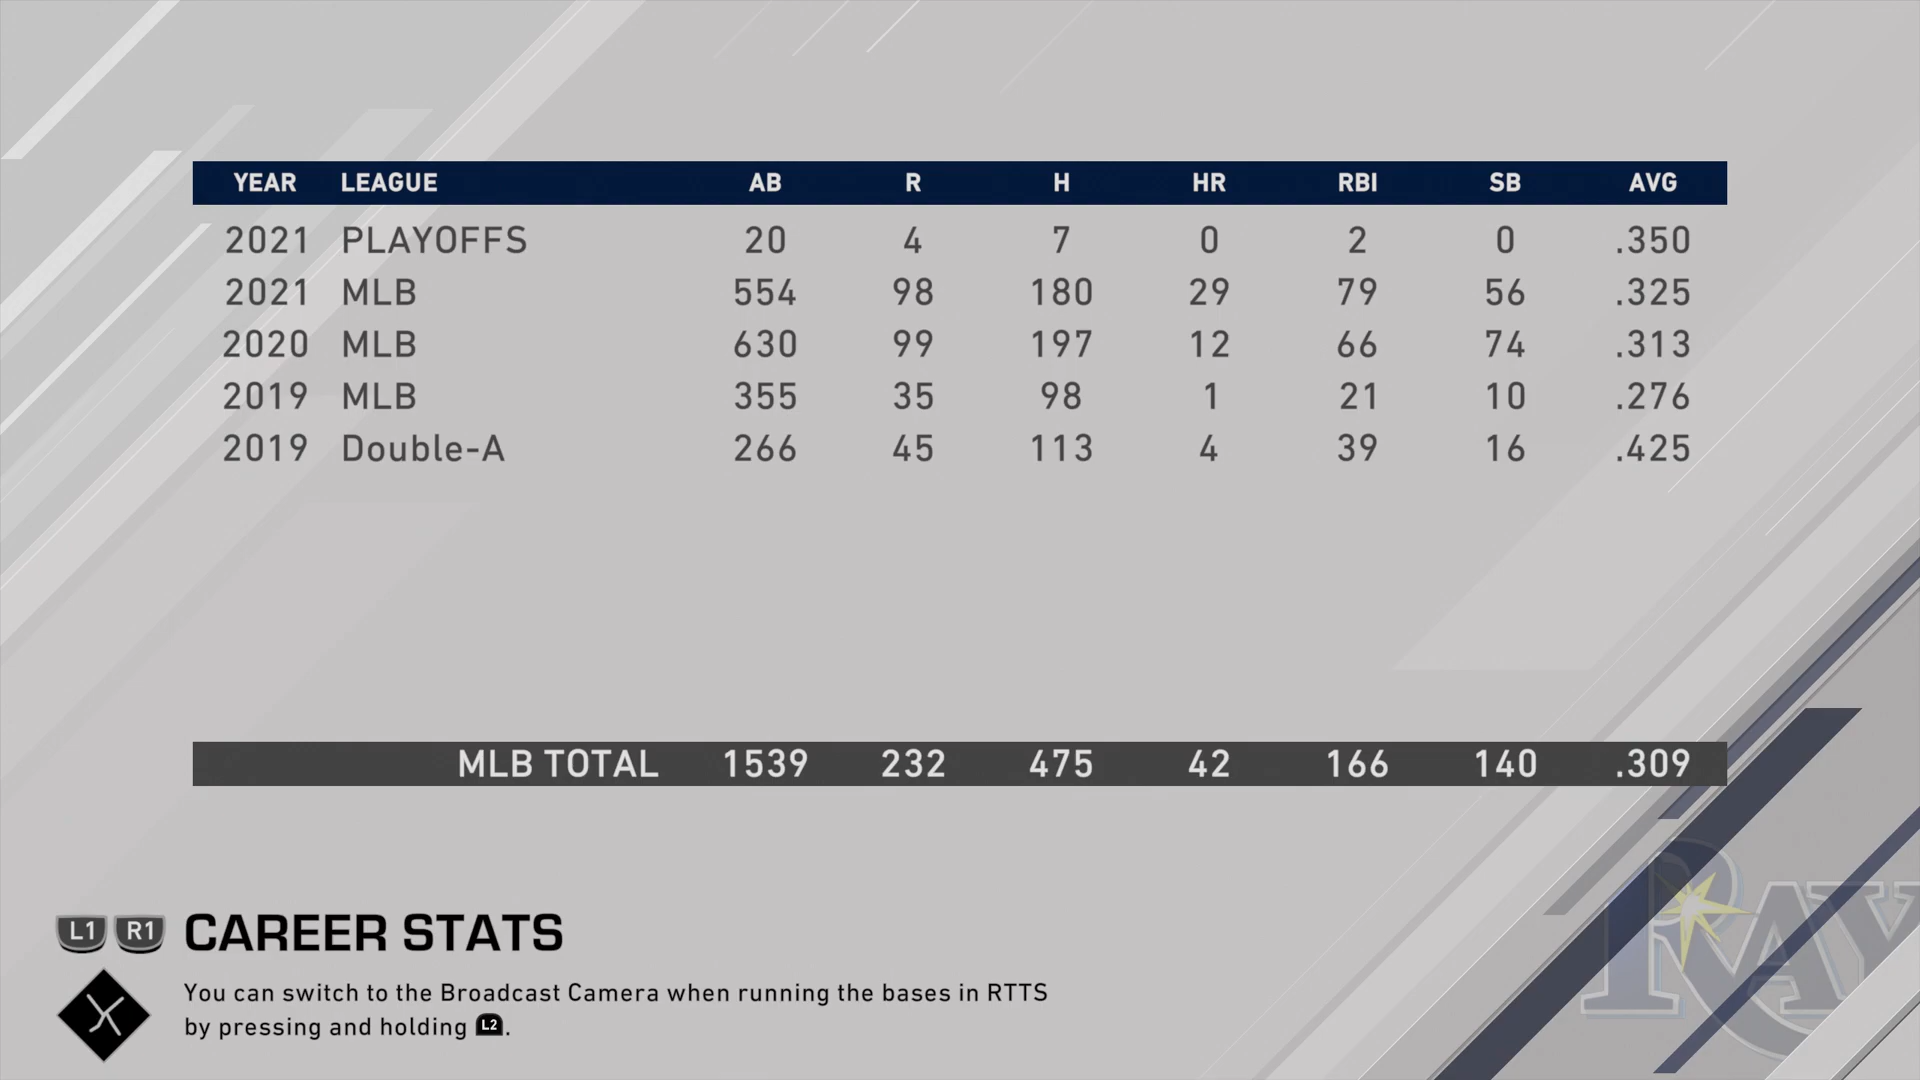 YEAR LEAGUE AB R H HR RBI SB AVG
2021 PLAYOFFS 20 4 7 0 2 0 .350
2021 MLB 554 98 180 29 79 56 .325
2020 MLB 630 99 197 12 66 74 .313
2019 MLB 355 35 98 1 21 10 .276
2019 Double-A 266 45 113 4 39 16 .425
MLB TOTAL 1539 232 475 42 166 140 .309
L1 R1 CAREER STATS
You can switch to the Broadcast Camera when running the bases in RTTS
by pressing and holding L2.
RAY